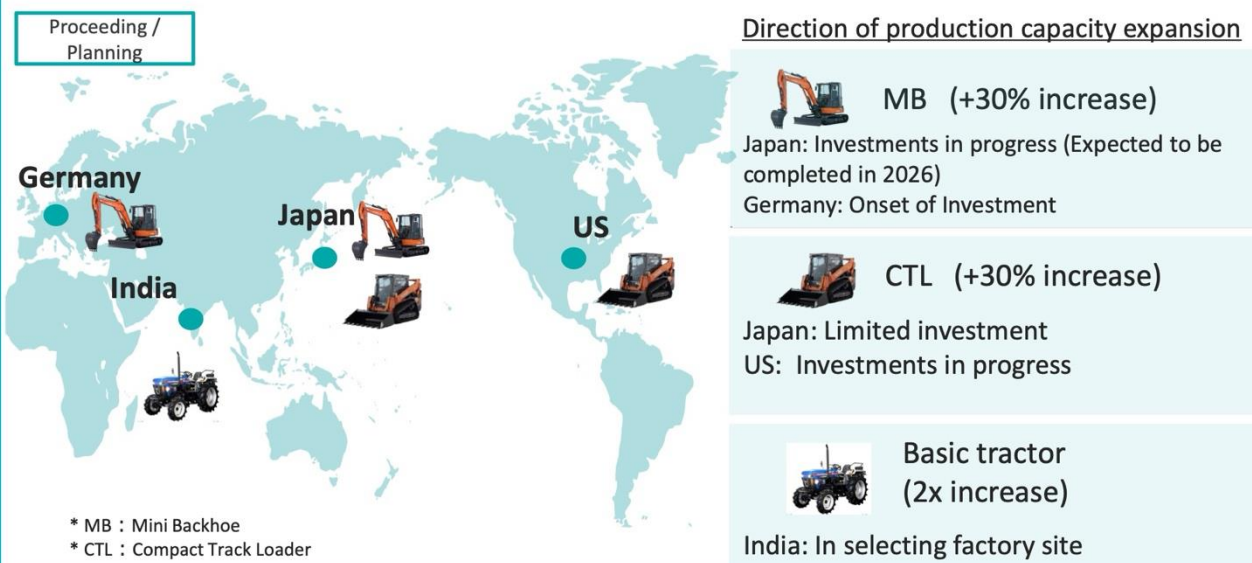 Proceeding /
Planning
Germany
Japan
US
India
* MB：Mini Backhoe
* CTL：Compact Track Loader
Direction of production capacity expansion
MB   (+30% increase)
Japan: Investments in progress (Expected to be
completed in 2026)
Germany: Onset of Investment
CTL   (+30% increase)
Japan: Limited investment
US:  Investments in progress
Basic tractor
(2x increase)
India: In selecting factory site